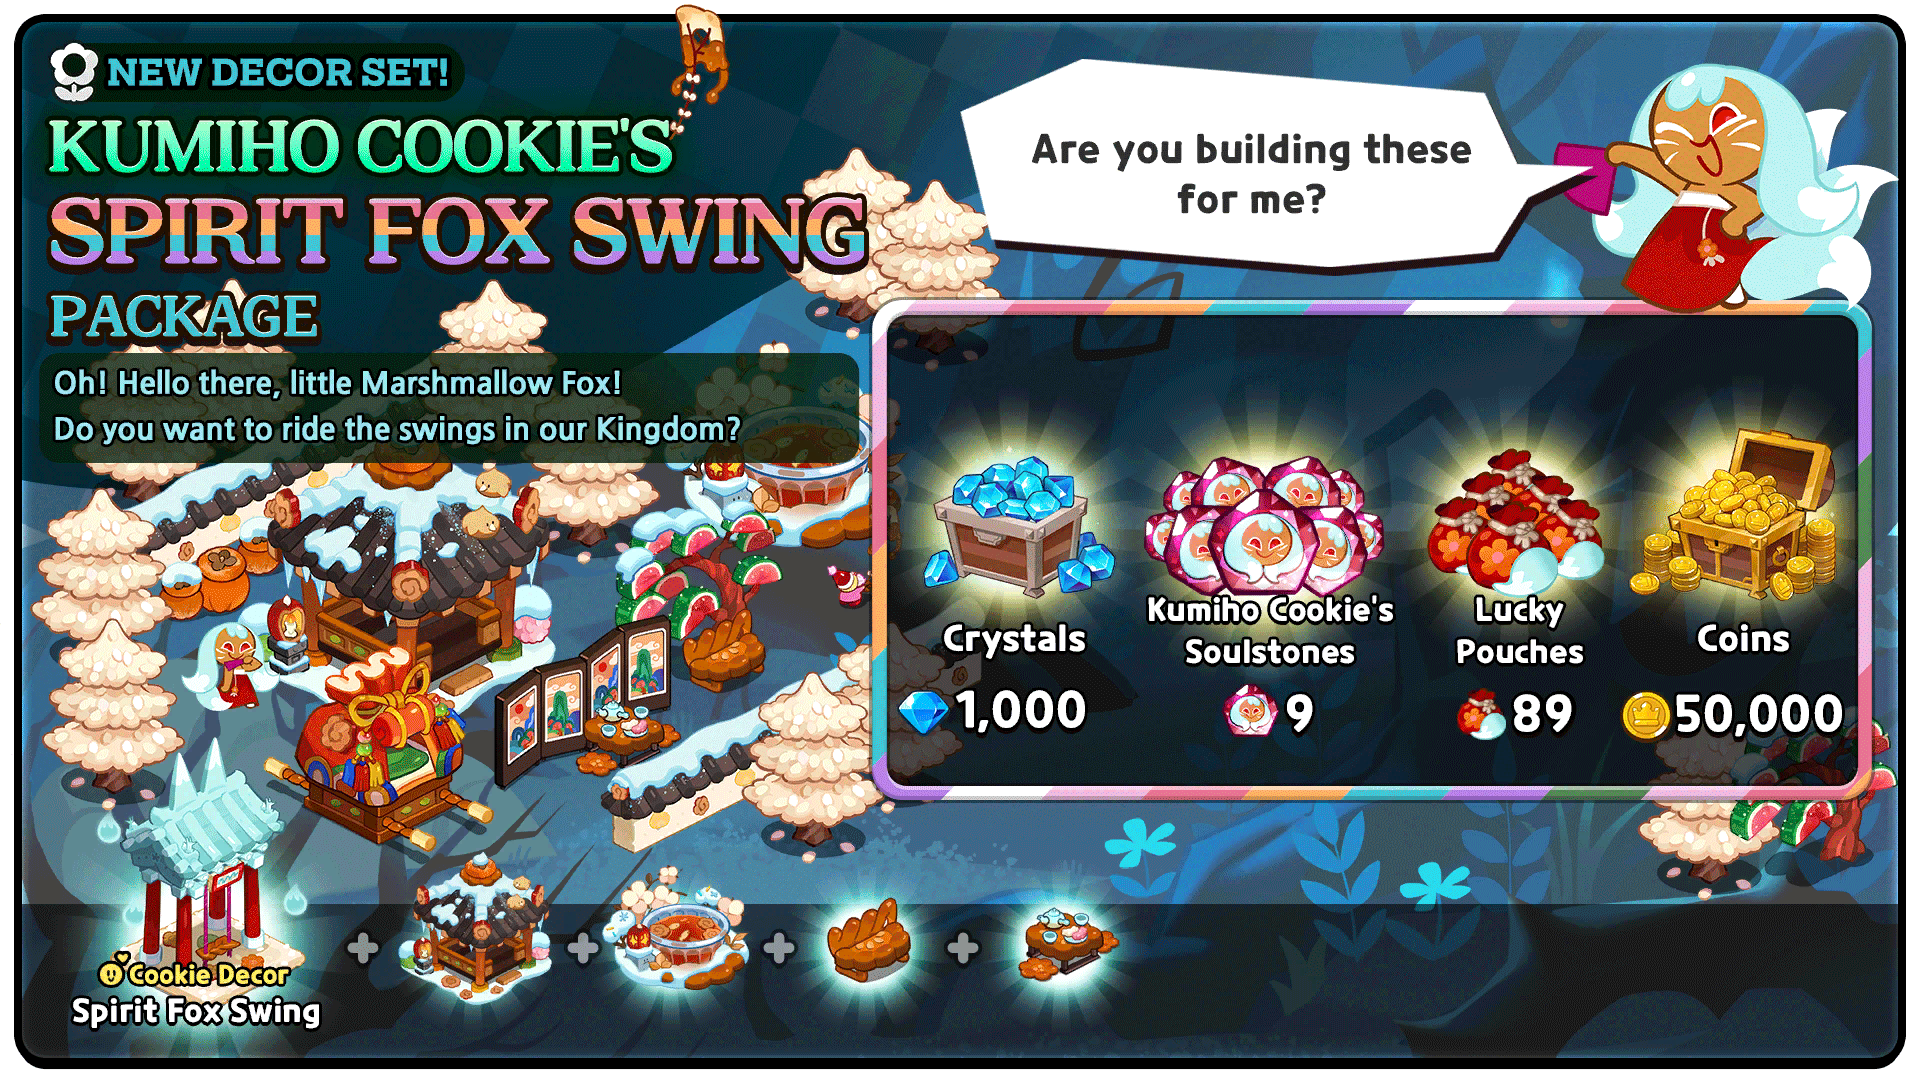 NEW DECOR SET!
KUMIHO COOKIE'S
SPIRIT FOX SWING
PACKAGE
Oh! Hello there, little Marshmallow Fox!
Do you want to ride the swings in our Kingdom?
Are you building these
for me?
Crystals
1,000
Kumiho Cookie's
Soulstones
9
Lucky
Pouches
89
Coins
50,000
Cookie Decor
Spirit Fox Swing